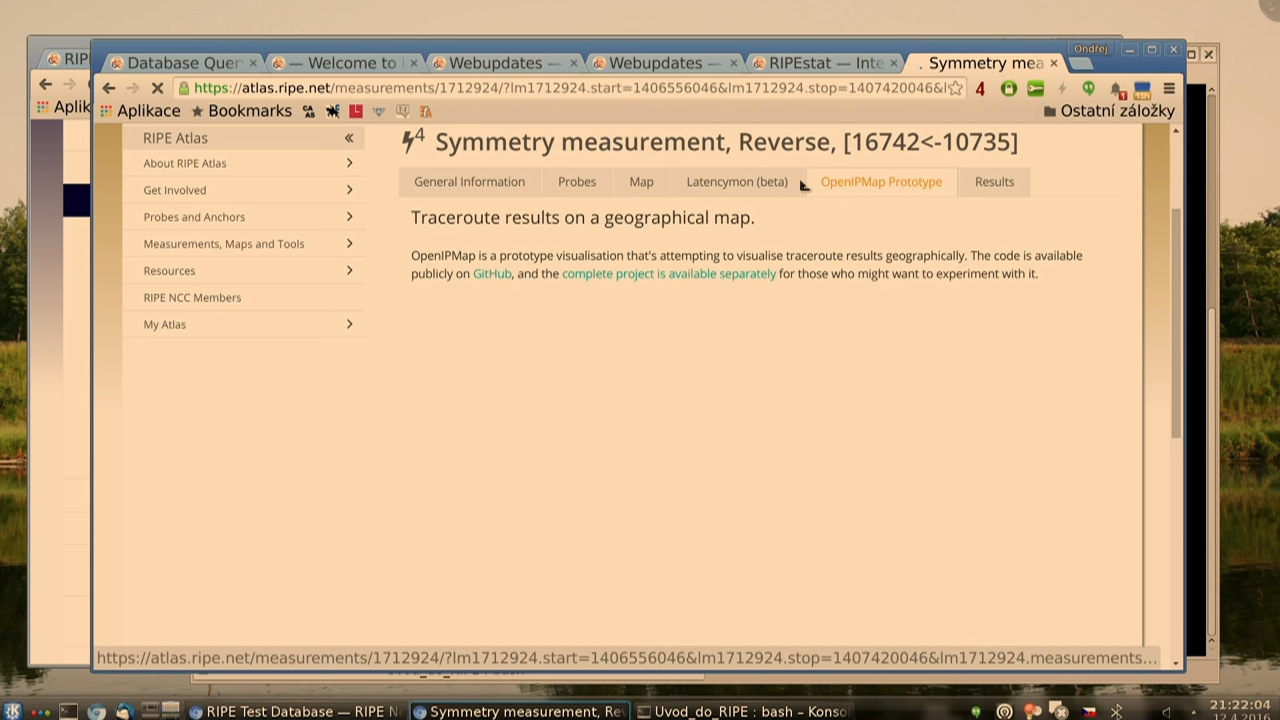 Ondřej
RIPE
Database Quer
— Welcome to
Webupdates —
Webupdates —
RIPEstat — Inte
. Symmetry mea
https://atlas.ripe.net/measurements/1712924/?lm1712924.start=1406556046&lm1712924.stop=1407420046&l
Aplik
Aplikace
Bookmarks
Ostatní záložky
RIPE Atlas
4 Symmetry measurement, Reverse, [16742<-10735]
About RIPE Atlas
Get Involved
Probes and Anchors
Measurements, Maps and Tools
Resources
RIPE NCC Members
My Atlas
General Information
Probes
Map
Latencymon (beta)
OpenIPMap Prototype
Results
Traceroute results on a geographical map.
OpenIPMap is a prototype visualisation that's attempting to visualise traceroute results geographically. The code is available
publicly on GitHub, and the complete project is available separately for those who might want to experiment with it.
https://atlas.ripe.net/measurements/1712924/?lm1712924.start=1406556046&lm1712924.stop=1407420046&lm1712924.measurements...
RIPE Test Database — RIPE N
Symmetry measurement, Rev
Uvod_do_RIPE : bash – Konso
21:22:04